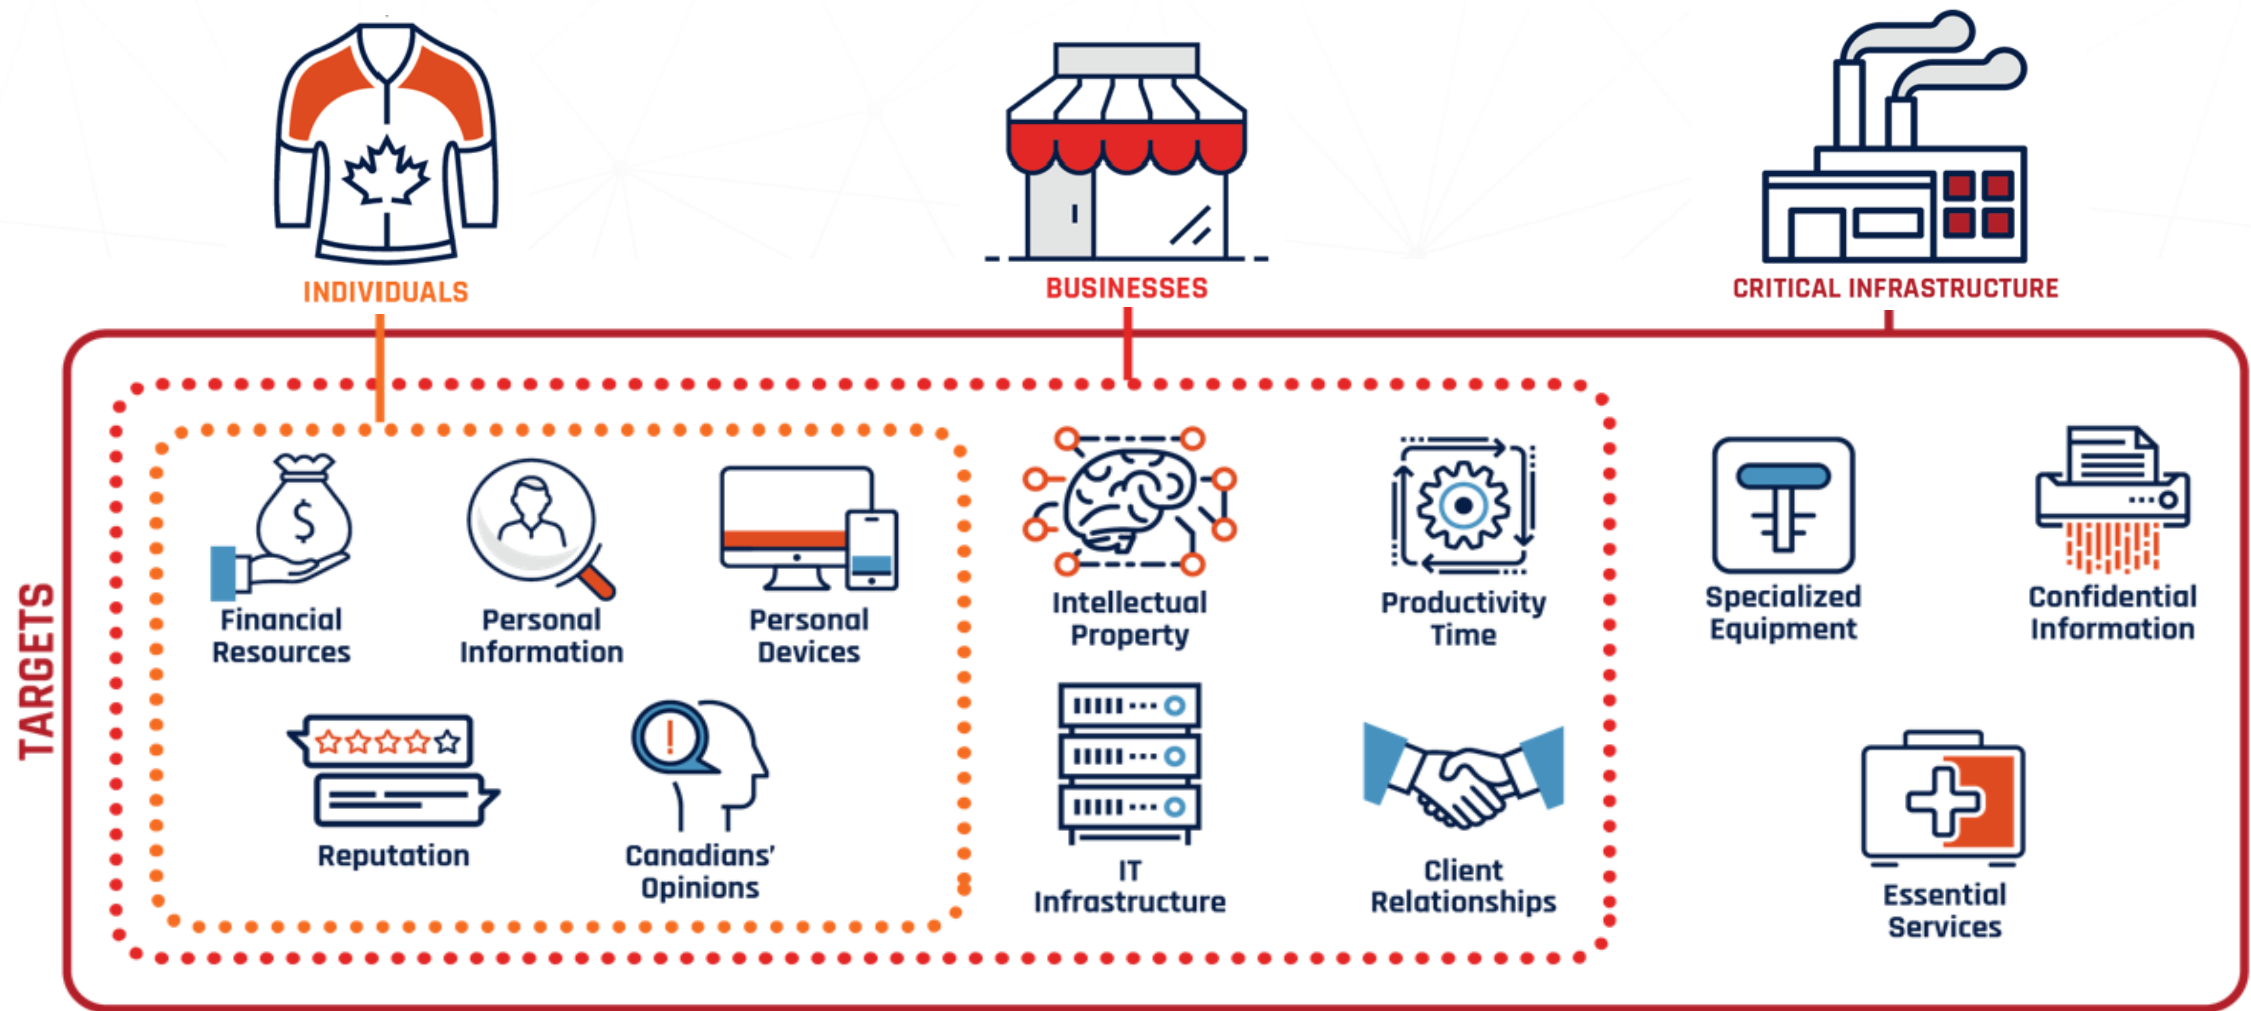 INDIVIDUALS
BUSINESSES
CRITICAL INFRASTRUCTURE
TARGETS
$
Financial
Resources
Personal
Information
Personal
Devices
Reputation
!
Canadians'
Opinions
Intellectual
Property
Productivity
Time
IT
Infrastructure
Client
Relationships
Specialized
Equipment
Confidential
Information
Essential
Services